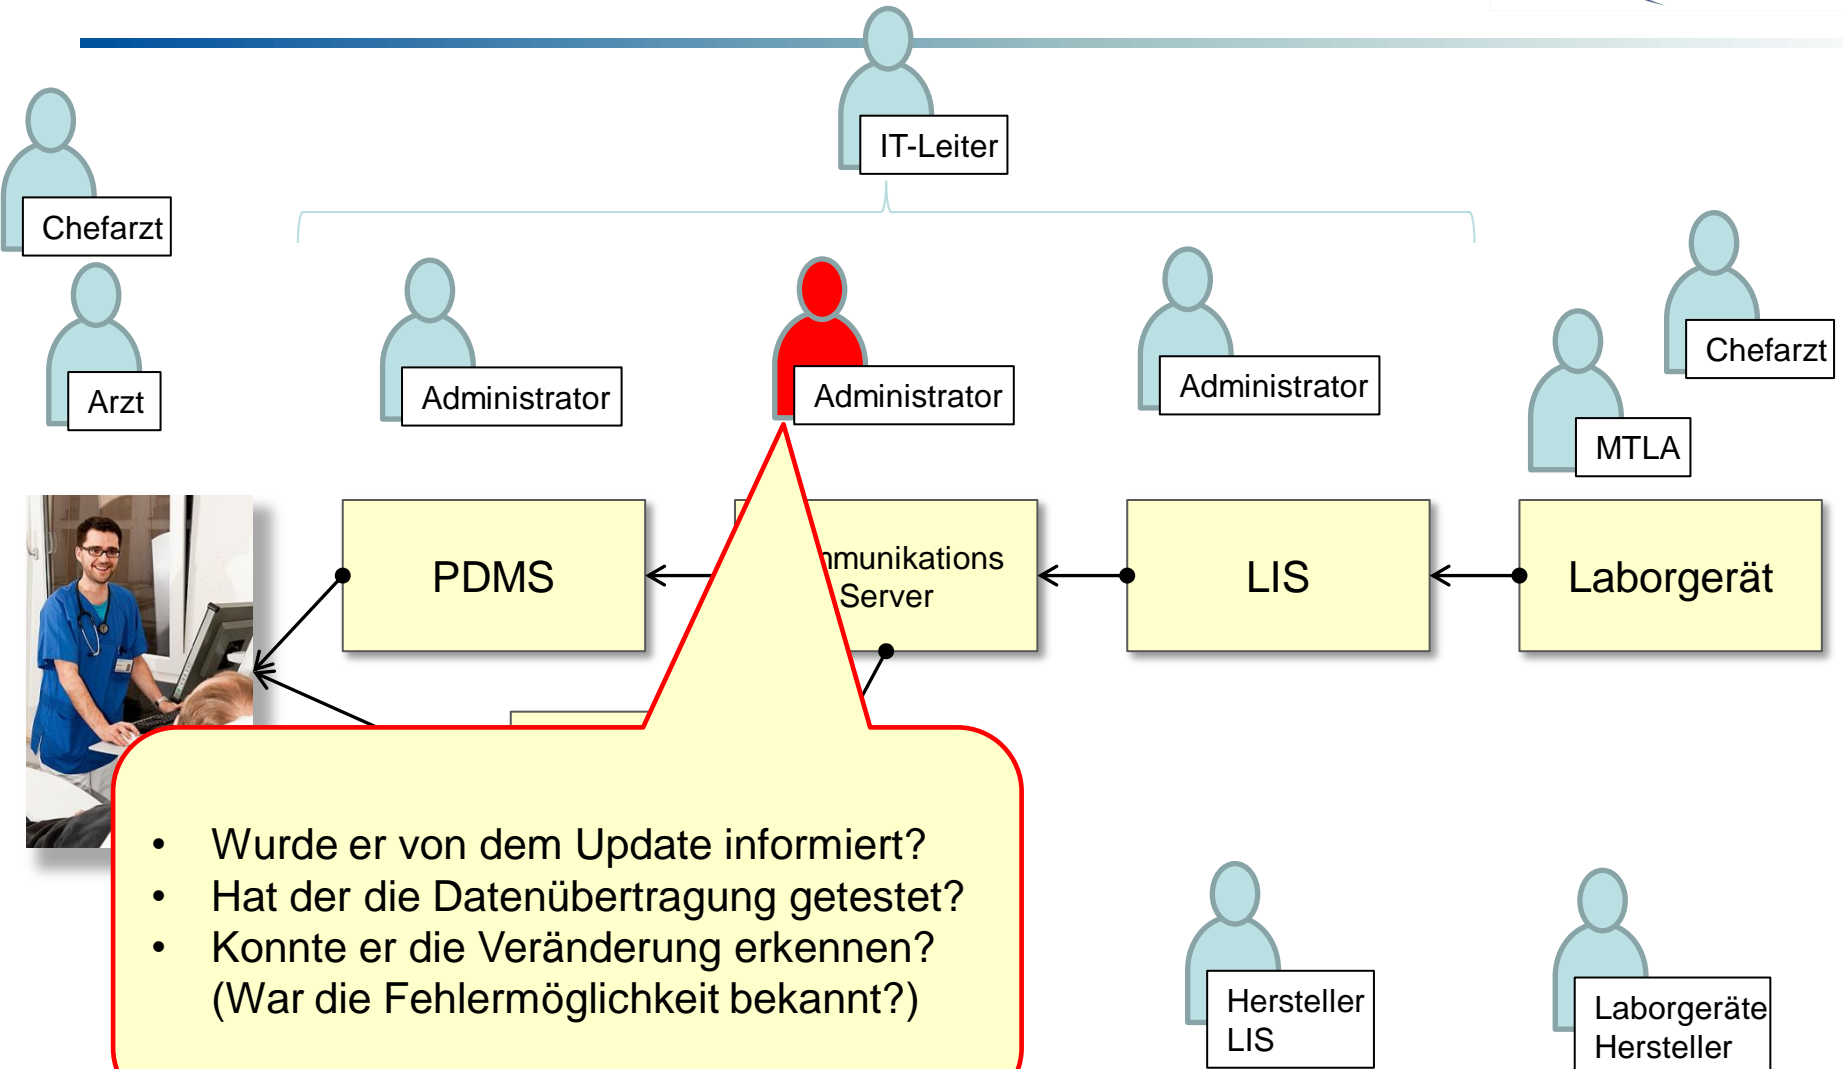 IT-Leiter
Chefarzt
Arzt
Administrator
Administrator
Administrator
Chefarzt
MTLA
PDMS
Server
LIS
Laborgerät
• Wurde er von dem Update informiert?
• Hat der die Datenübertragung getestet?
• Konnte er die Veränderung erkennen?
(War die Fehlermöglichkeit bekannt?)
Hersteller
LIS
Laborgeräte
Hersteller